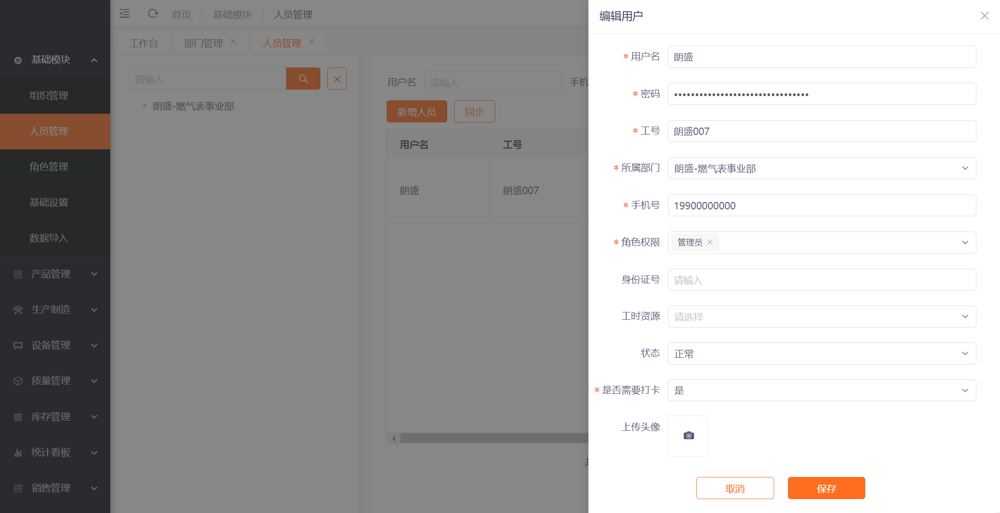 首页 / 基础模块 / 人员管理
工作台
部门管理
人员管理
基础模块
组织管理
人员管理
角色管理
基础设置
数据导入
产品管理
生产制造
设备管理
质量管理
库存管理
统计看板
销售管理
请输入
朗盛-燃气表事业部
用户名 请输入 手机
新增人员 同步
用户名 工号
朗盛 朗盛007
编辑用户
* 用户名 朗盛
* 密码 ••••••••••••••••••••••••••••••••
* 工号 朗盛007
* 所属部门 朗盛-燃气表事业部
* 手机号 19900000000
* 角色权限 管理员
身份证号 请输入
工时资源 请选择
状态 正常
* 是否需要打卡 是
上传头像
取消 保存